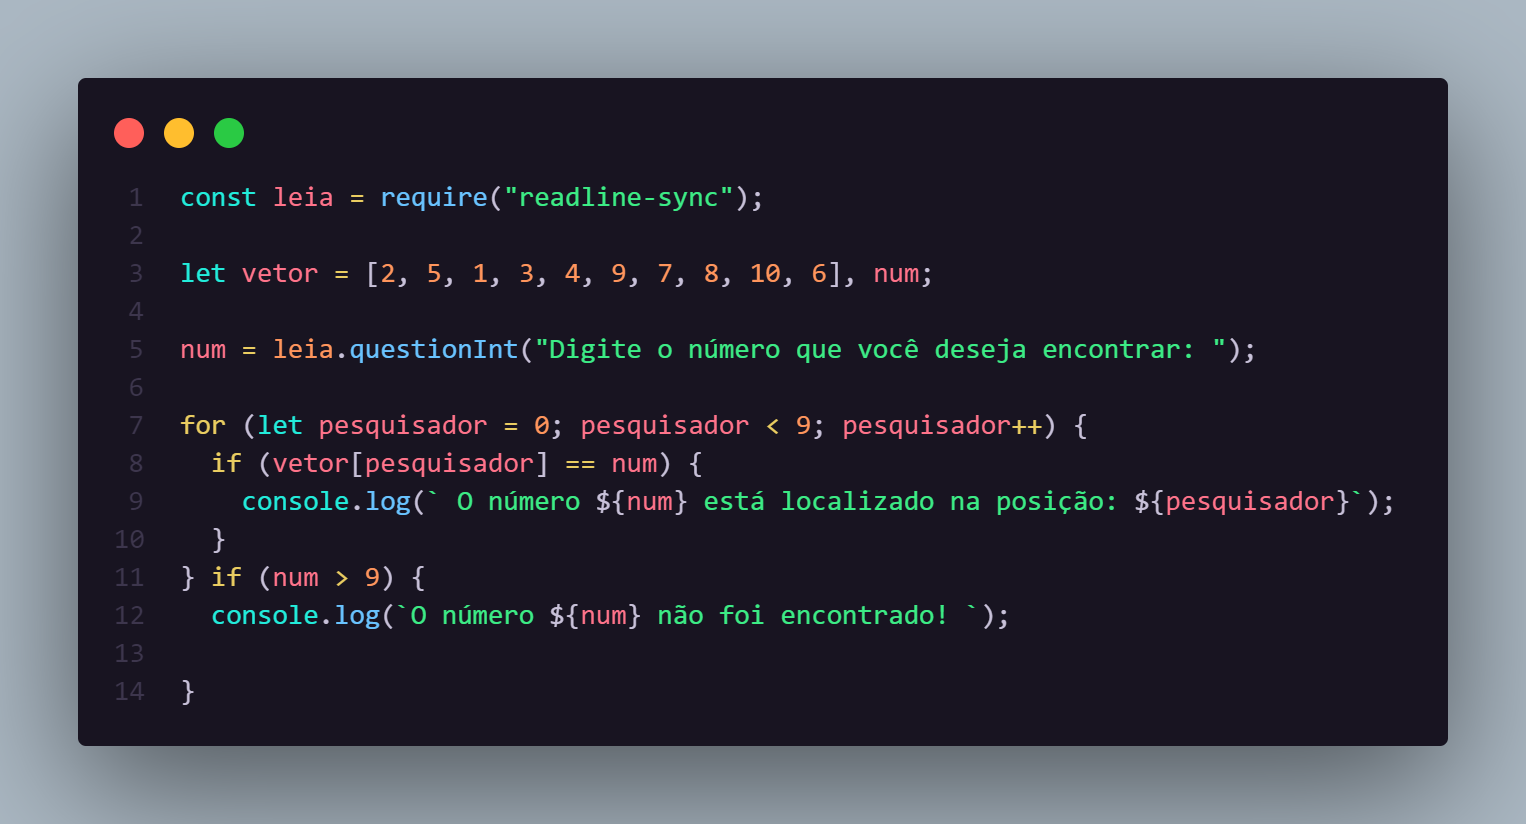 1 const leia = require("readline-sync");
2
3 let vetor = [2, 5, 1, 3, 4, 9, 7, 8, 10, 6], num;
4
5 num = leia.questionInt("Digite o número que você deseja encontrar: ");
6
7 for (let pesquisador = 0; pesquisador < 9; pesquisador++) {
8   if (vetor[pesquisador] == num) {
9     console.log(` O número ${num} está localizado na posição: ${pesquisador}`);
10   }
11 } if (num > 9) {
12   console.log(`O número ${num} não foi encontrado! `);
13
14 }